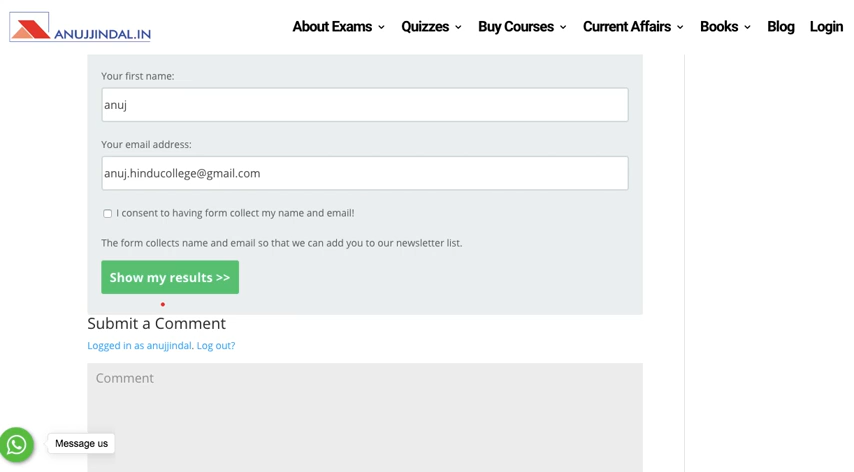 ANUJJINDAL.IN
About Exams Quizzes Buy Courses Current Affairs Books Blog Login
Your first name:
anuj
Your email address:
anuj.hinducollege@gmail.com
I consent to having form collect my name and email!
The form collects name and email so that we can add you to our newsletter list.
Show my results >>
Submit a Comment
Logged in as anujjindal. Log out?
Comment
Message us